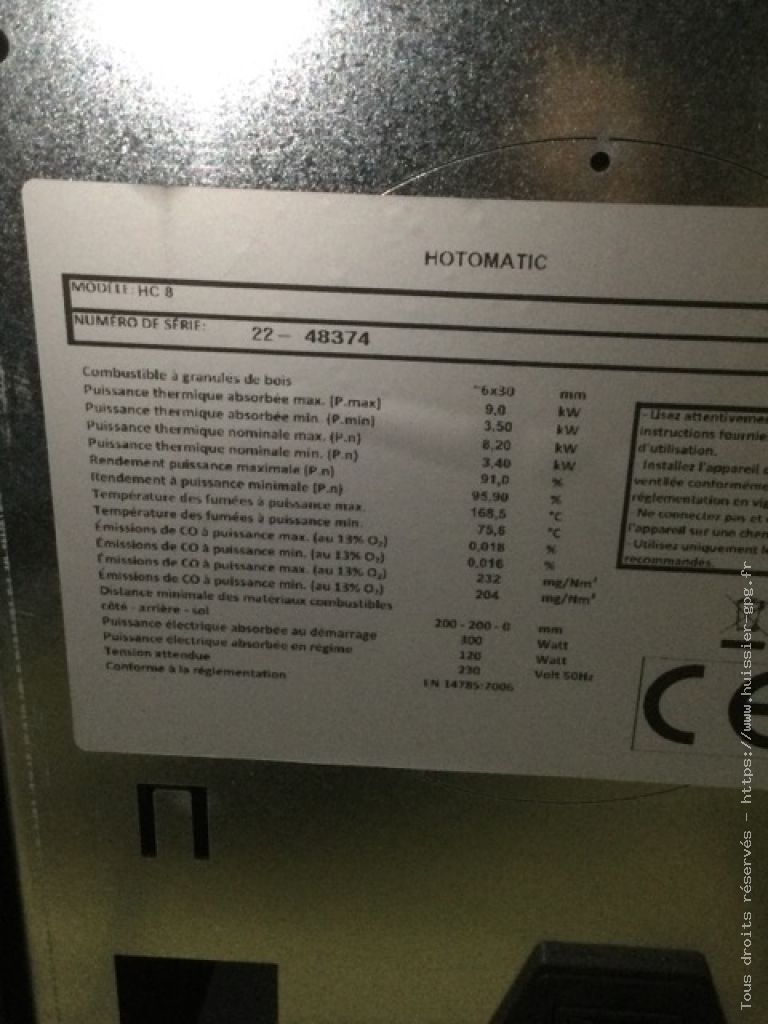 HOTOMATIC
MODÈLE: HC 8
NUMÉRO DE SÉRIE: 22 - 48374
Combustible à granulés de bois ~6x30 mm
Puissance thermique absorbée max. (P.max) 9,0 kW
Puissance thermique absorbée min. (P.min) 3.50 kW
Puissance thermique nominale max. (P.n) 8,20 kW
Puissance thermique nominale min. (P.n) 3,40 kW
Rendement puissance maximale (P.n) 91,0 %
Rendement à puissance minimale (P.n) 95,90 %
Température des fumées à puissance max. 168,5 °C
Température des fumées à puissance min. 75,8 °C
Émissions de CO à puissance max. (au 13% O₂) 0,018 %
Émissions de CO à puissance min. (au 13% O₂) 0,016 %
Émissions de CO à puissance max. (au 13% O₂) 232 mg/Nm³
Émissions de CO à puissance min. (au 13% O₂) 204 mg/Nm³
Distance minimale des matériaux combustibles
côté - arrière - sol 200 - 200 - 0 mm
Puissance électrique absorbée au démarrage 300 Watt
Puissance électrique absorbée en régime 120 Watt
Tension attendue 230 Volt 50Hz
Conforme à la réglementation EN 14785:2006
- Usez attentiveme
instructions fournie
d'utilisation.
- Installez l'appareil
ventilée conforméme
réglementation en vig
- Ne connectez pas et
l'appareil sur une chem
- Utilisez uniquement le
recommandés.
CE
Tous droits réservés - https://www.huissier-gpg.fr